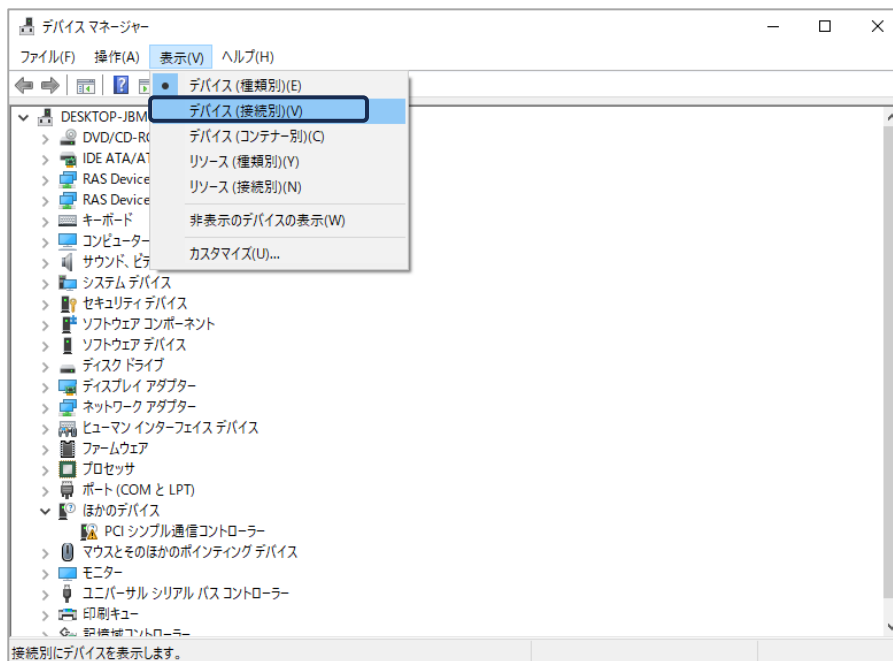 デバイス マネージャー
ファイル(F) 操作(A) 表示(V) ヘルプ(H)
デバイス (種類別)(E)
デバイス (接続別)(V)
デバイス (コンテナー別)(C)
リソース (種類別)(Y)
リソース (接続別)(N)
非表示のデバイスの表示(W)
カスタマイズ(U)...
DESKTOP-JBM
DVD/CD-RO
IDE ATA/AT
RAS Device
RAS Device
キーボード
コンピューター
サウンド、ビデ
システム デバイス
セキュリティ デバイス
ソフトウェア コンポーネント
ソフトウェア デバイス
ディスク ドライブ
ディスプレイ アダプター
ネットワーク アダプター
ヒューマン インターフェイス デバイス
ファームウェア
プロセッサ
ポート (COM と LPT)
ほかのデバイス
PCI シンプル通信コントローラー
マウスとそのほかのポインティング デバイス
モニター
ユニバーサル シリアル バス コントローラー
印刷キュー
記憶域コントローラー
接続別にデバイスを表示します。